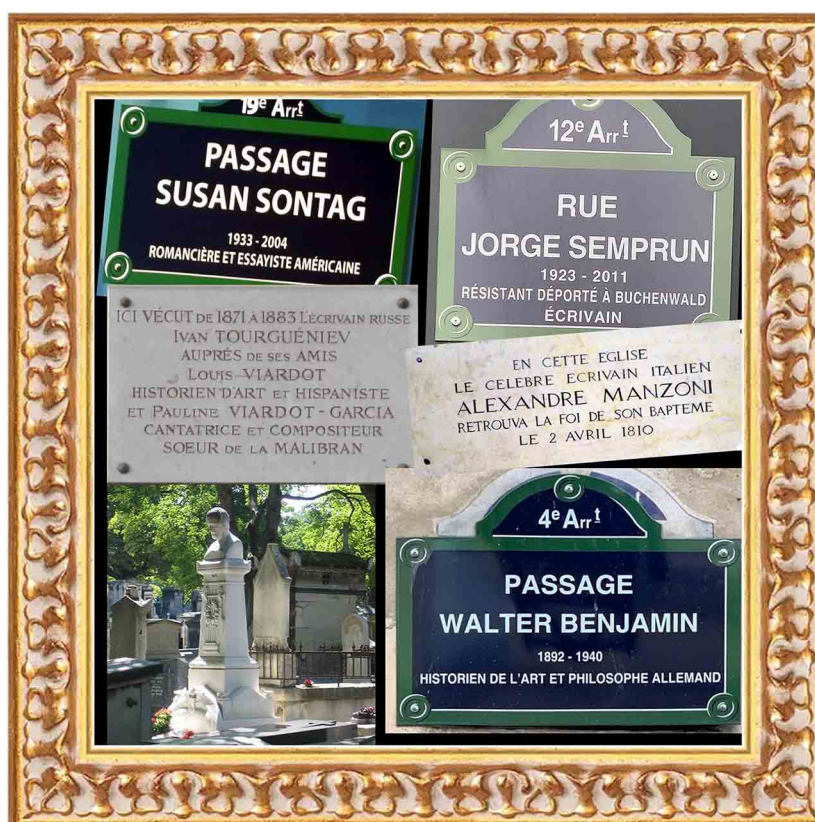 19e Arrt
PASSAGE
SUSAN SONTAG
1933 - 2004
ROMANCIÈRE ET ESSAYISTE AMÉRICAINE
12e Arrt
RUE
JORGE SEMPRUN
1923 - 2011
RÉSISTANT DÉPORTÉ À BUCHENWALD
ÉCRIVAIN
ICI VÉCUT DE 1871 À 1883 L'ÉCRIVAIN RUSSE
IVAN TOURGUÉNIEV
AUPRÈS DE SES AMIS
LOUIS VIARDOT
HISTORIEN D'ART ET HISPANISTE
ET PAULINE VIARDOT-GARCIA
CANTATRICE ET COMPOSITEUR
SOEUR DE LA MALIBRAN
EN CETTE EGLISE
LE CELEBRE ECRIVAIN ITALIEN
ALEXANDRE MANZONI
RETROUVA LA FOI DE SON BAPTEME
LE 2 AVRIL 1810
4e Arrt
PASSAGE
WALTER BENJAMIN
1892 - 1940
HISTORIEN DE L'ART ET PHILOSOPHE ALLEMAND